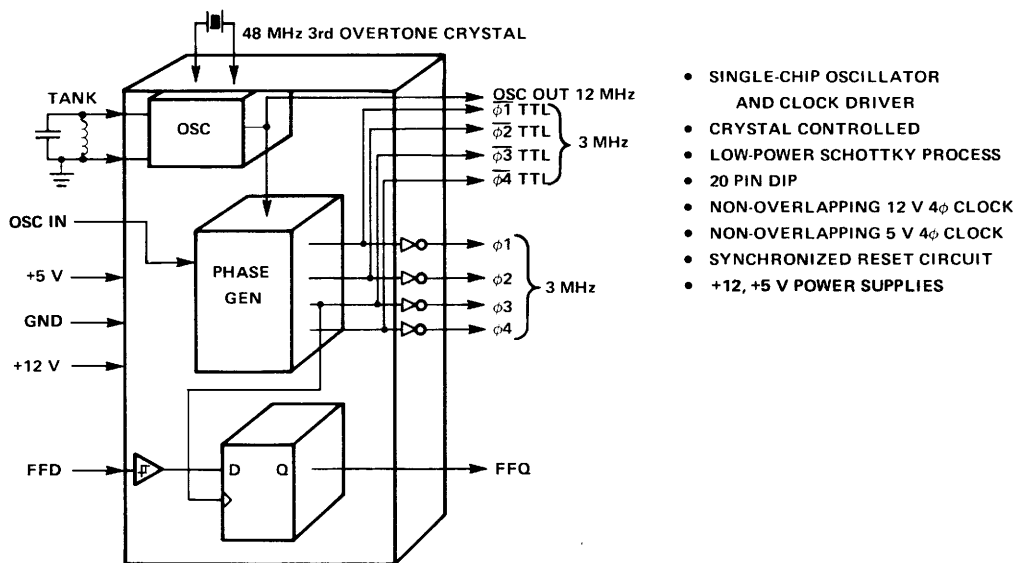 48 MHz 3rd OVERTONE CRYSTAL
TANK
OSC
OSC OUT 12 MHz
φ1 TTL
φ2 TTL
φ3 TTL
φ4 TTL
3 MHz
OSC IN
+5 V
GND
+12 V
PHASE
GEN
φ1
φ2
φ3
φ4
3 MHz
FFD
D Q
FFQ
• SINGLE-CHIP OSCILLATOR
AND CLOCK DRIVER
• CRYSTAL CONTROLLED
• LOW-POWER SCHOTTKY PROCESS
• 20 PIN DIP
• NON-OVERLAPPING 12 V 4φ CLOCK
• NON-OVERLAPPING 5 V 4φ CLOCK
• SYNCHRONIZED RESET CIRCUIT
• +12, +5 V POWER SUPPLIES